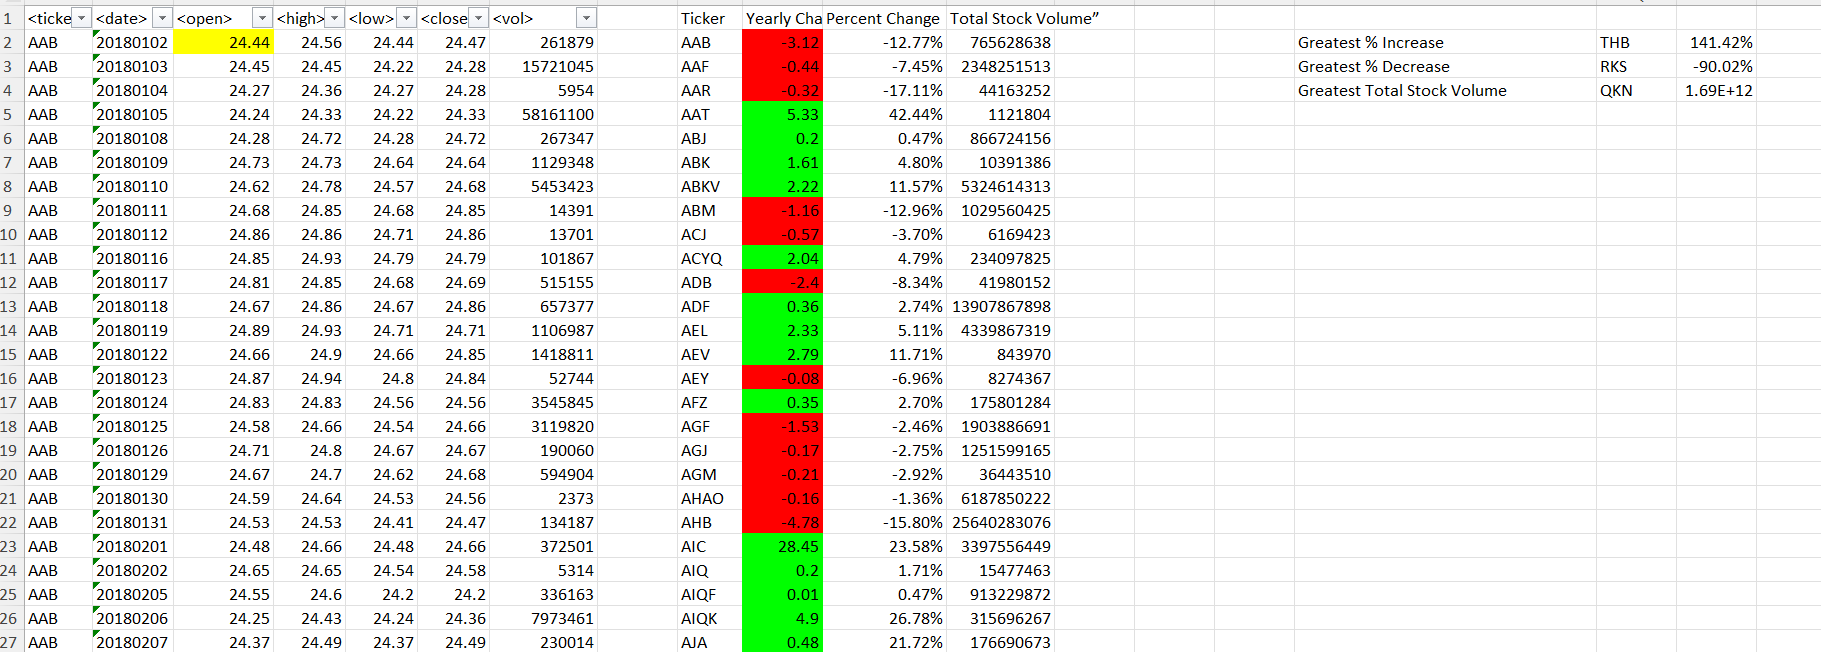 1 <ticke <date> <open> <high> <low> <close <vol> Ticker Yearly Cha Percent Change Total Stock Volume”
2 AAB 20180102 24.44 24.56 24.44 24.47 261879 AAB -3.12 -12.77% 765628638 Greatest % Increase THB 141.42%
3 AAB 20180103 24.45 24.45 24.22 24.28 15721045 AAF -0.44 -7.45% 2348251513 Greatest % Decrease RKS -90.02%
4 AAB 20180104 24.27 24.36 24.27 24.28 5954 AAR -0.32 -17.11% 44163252 Greatest Total Stock Volume QKN 1.69E+12
5 AAB 20180105 24.24 24.33 24.22 24.33 58161100 AAT 5.33 42.44% 1121804
6 AAB 20180108 24.28 24.72 24.28 24.72 267347 ABJ 0.2 0.47% 866724156
7 AAB 20180109 24.73 24.73 24.64 24.64 1129348 ABK 1.61 4.80% 10391386
8 AAB 20180110 24.62 24.78 24.57 24.68 5453423 ABKV 2.22 11.57% 5324614313
9 AAB 20180111 24.68 24.85 24.68 24.85 14391 ABM -1.16 -12.96% 1029560425
10 AAB 20180112 24.86 24.86 24.71 24.86 13701 ACJ -0.57 -3.70% 6169423
11 AAB 20180116 24.85 24.93 24.79 24.79 101867 ACYQ 2.04 4.79% 234097825
12 AAB 20180117 24.81 24.85 24.68 24.69 515155 ADB -2.4 -8.34% 41980152
13 AAB 20180118 24.67 24.86 24.67 24.86 657377 ADF 0.36 2.74% 13907867898
14 AAB 20180119 24.89 24.93 24.71 24.71 1106987 AEL 2.33 5.11% 4339867319
15 AAB 20180122 24.66 24.9 24.66 24.85 1418811 AEV 2.79 11.71% 843970
16 AAB 20180123 24.87 24.94 24.8 24.84 52744 AEY -0.08 -6.96% 8274367
17 AAB 20180124 24.83 24.83 24.56 24.56 3545845 AFZ 0.35 2.70% 175801284
18 AAB 20180125 24.58 24.66 24.54 24.66 3119820 AGF -1.53 -2.46% 1903886691
19 AAB 20180126 24.71 24.8 24.67 24.67 190060 AGJ -0.17 -2.75% 1251599165
20 AAB 20180129 24.67 24.7 24.62 24.68 594904 AGM -0.21 -2.92% 36443510
21 AAB 20180130 24.59 24.64 24.53 24.56 2373 AHAO -0.16 -1.36% 6187850222
22 AAB 20180131 24.53 24.53 24.41 24.47 134187 AHB -4.78 -15.80% 25640283076
23 AAB 20180201 24.48 24.66 24.48 24.66 372501 AIC 28.45 23.58% 3397556449
24 AAB 20180202 24.65 24.65 24.54 24.58 5314 AIQ 0.2 1.71% 15477463
25 AAB 20180205 24.55 24.6 24.2 24.2 336163 AIQF 0.01 0.47% 913229872
26 AAB 20180206 24.25 24.43 24.24 24.36 7973461 AIQK 4.9 26.78% 315696267
27 AAB 20180207 24.37 24.49 24.37 24.49 230014 AJA 0.48 21.72% 176690673